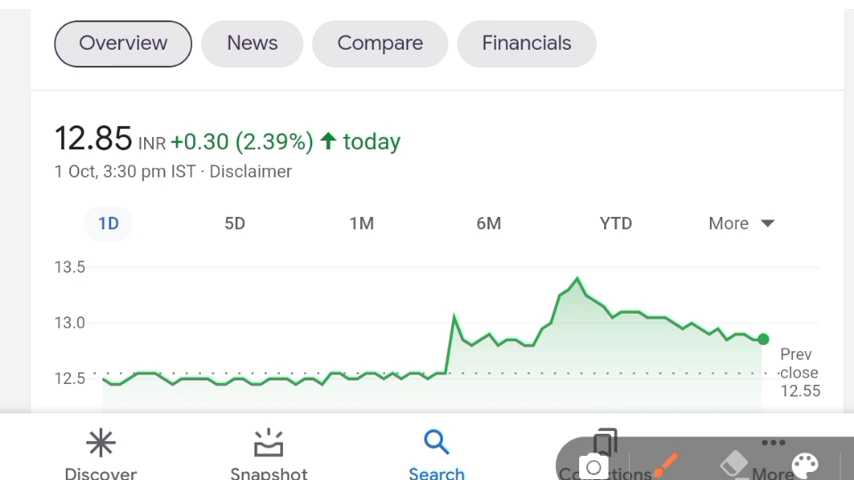 Overview News Compare Financials
12.85 INR +0.30 (2.39%) today
1 Oct, 3:30 pm IST · Disclaimer
1D 5D 1M 6M YTD More
13.5
13.0
12.5
Prev
close
12.55
Discover Snapshot Search Collections More